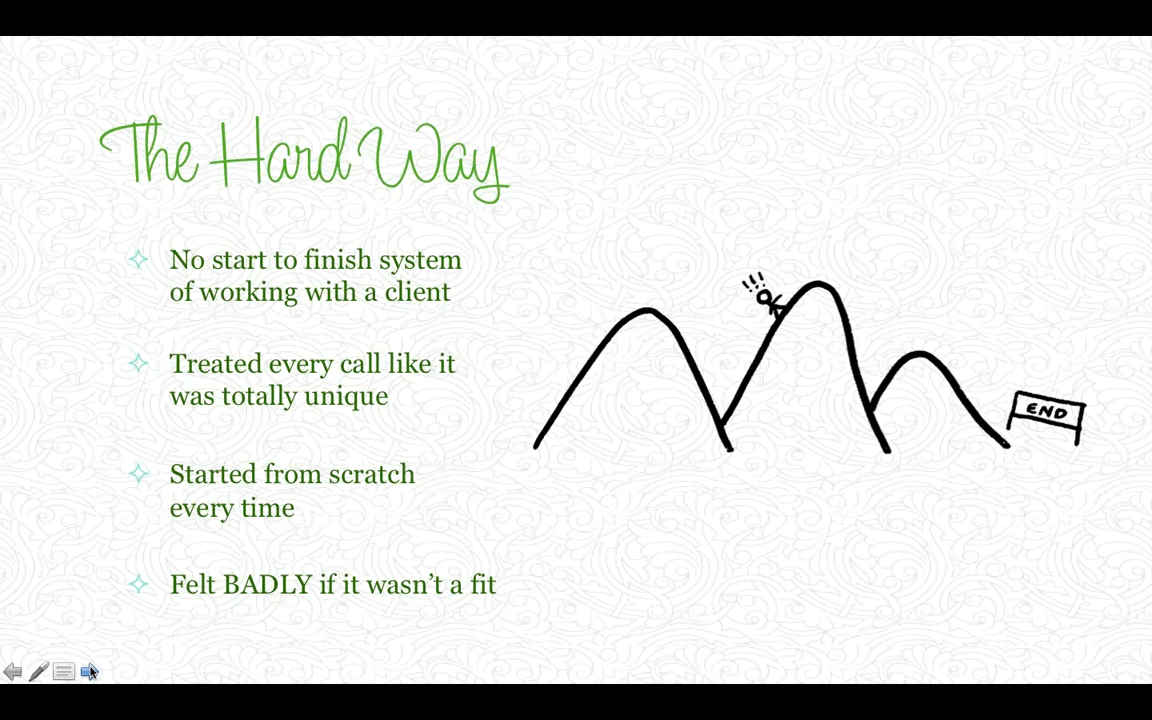 The Hard Way
No start to finish system
of working with a client
Treated every call like it
was totally unique
Started from scratch
every time
Felt BADLY if it wasn't a fit
!!!
END